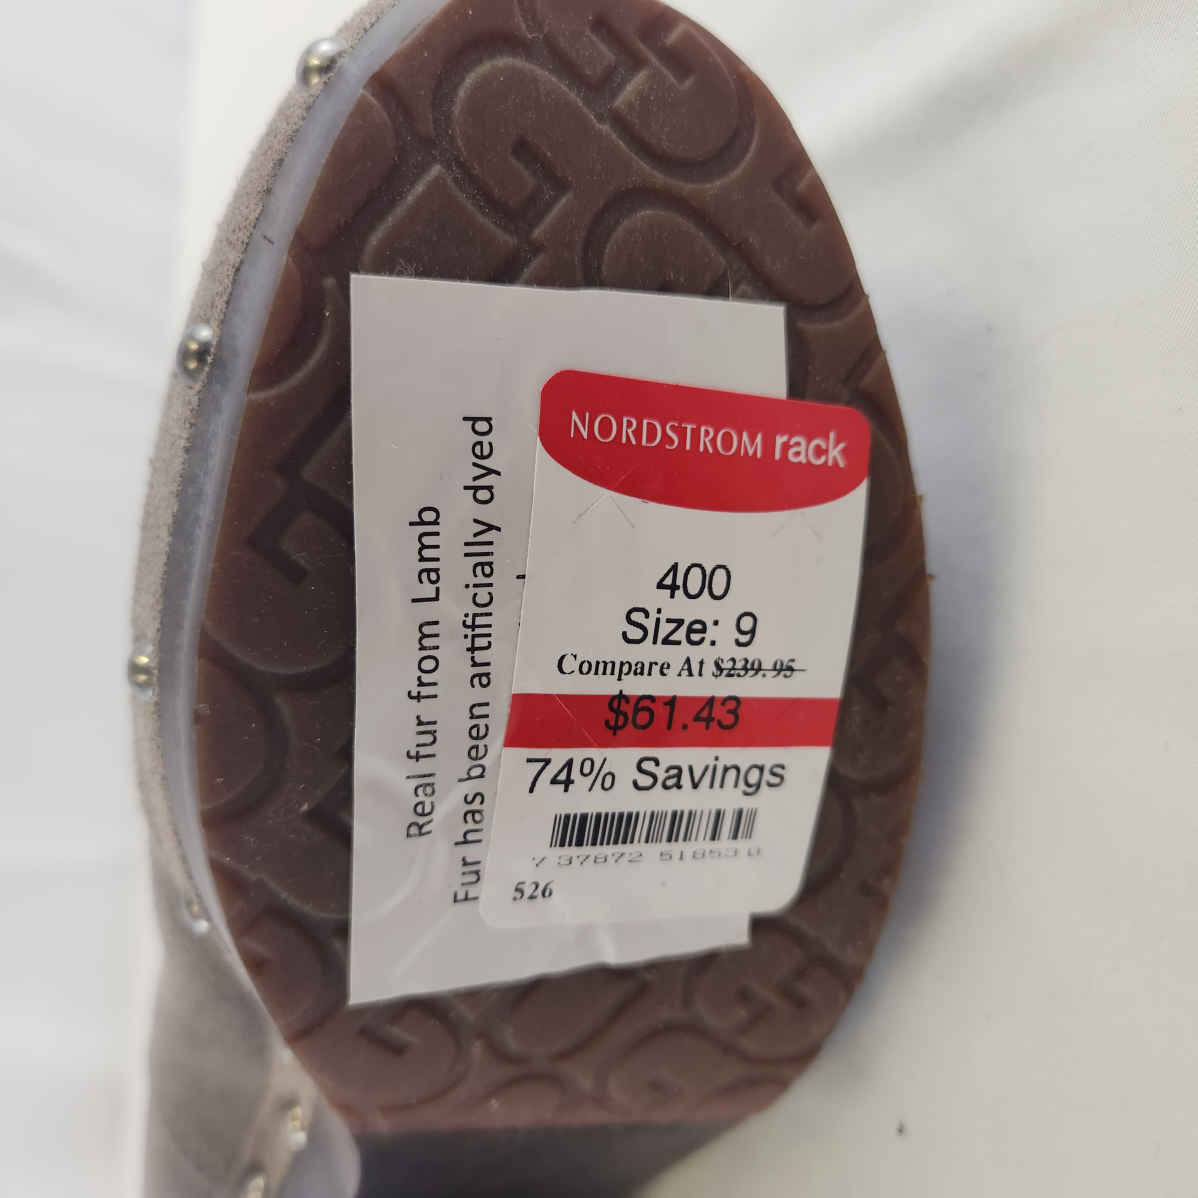 Real fur from Lamb
Fur has been artificially dyed
NORDSTROM rack
400
Size: 9
Compare At $239.95
$61.43
74% Savings
7 37872 51853 0
526